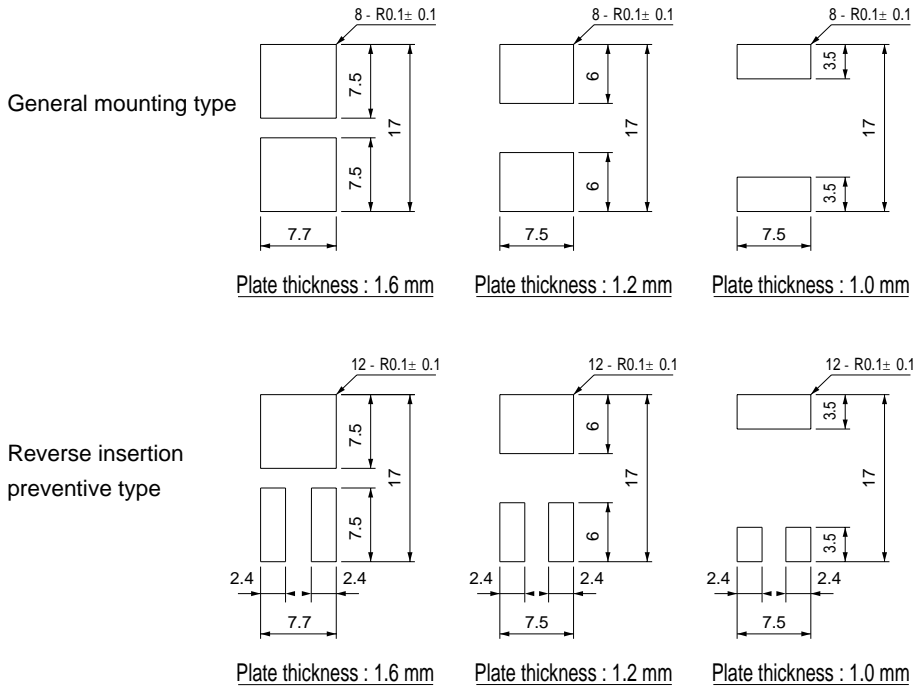 8 - R0.1± 0.1
8 - R0.1± 0.1
8 - R0.1± 0.1
General mounting type
7.5
7.5
17
7.7
6
6
17
7.5
3.5
3.5
17
7.5
Plate thickness : 1.6 mm
Plate thickness : 1.2 mm
Plate thickness : 1.0 mm
12 - R0.1± 0.1
12 - R0.1± 0.1
12 - R0.1± 0.1
Reverse insertion
preventive type
7.5
7.5
17
2.4
2.4
7.7
6
6
17
2.4
2.4
7.5
3.5
3.5
17
2.4
2.4
7.5
Plate thickness : 1.6 mm
Plate thickness : 1.2 mm
Plate thickness : 1.0 mm